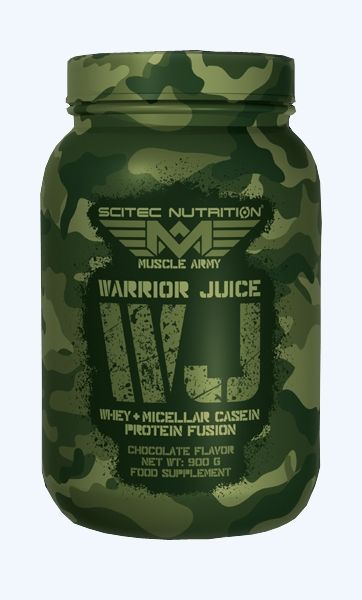 SCITEC NUTRITION®
M
MUSCLE ARMY
WARRIOR JUICE
WJ
WHEY + MICELLAR CASEIN
PROTEIN FUSION
CHOCOLATE FLAVOR
NET WT: 900 G
FOOD SUPPLEMENT